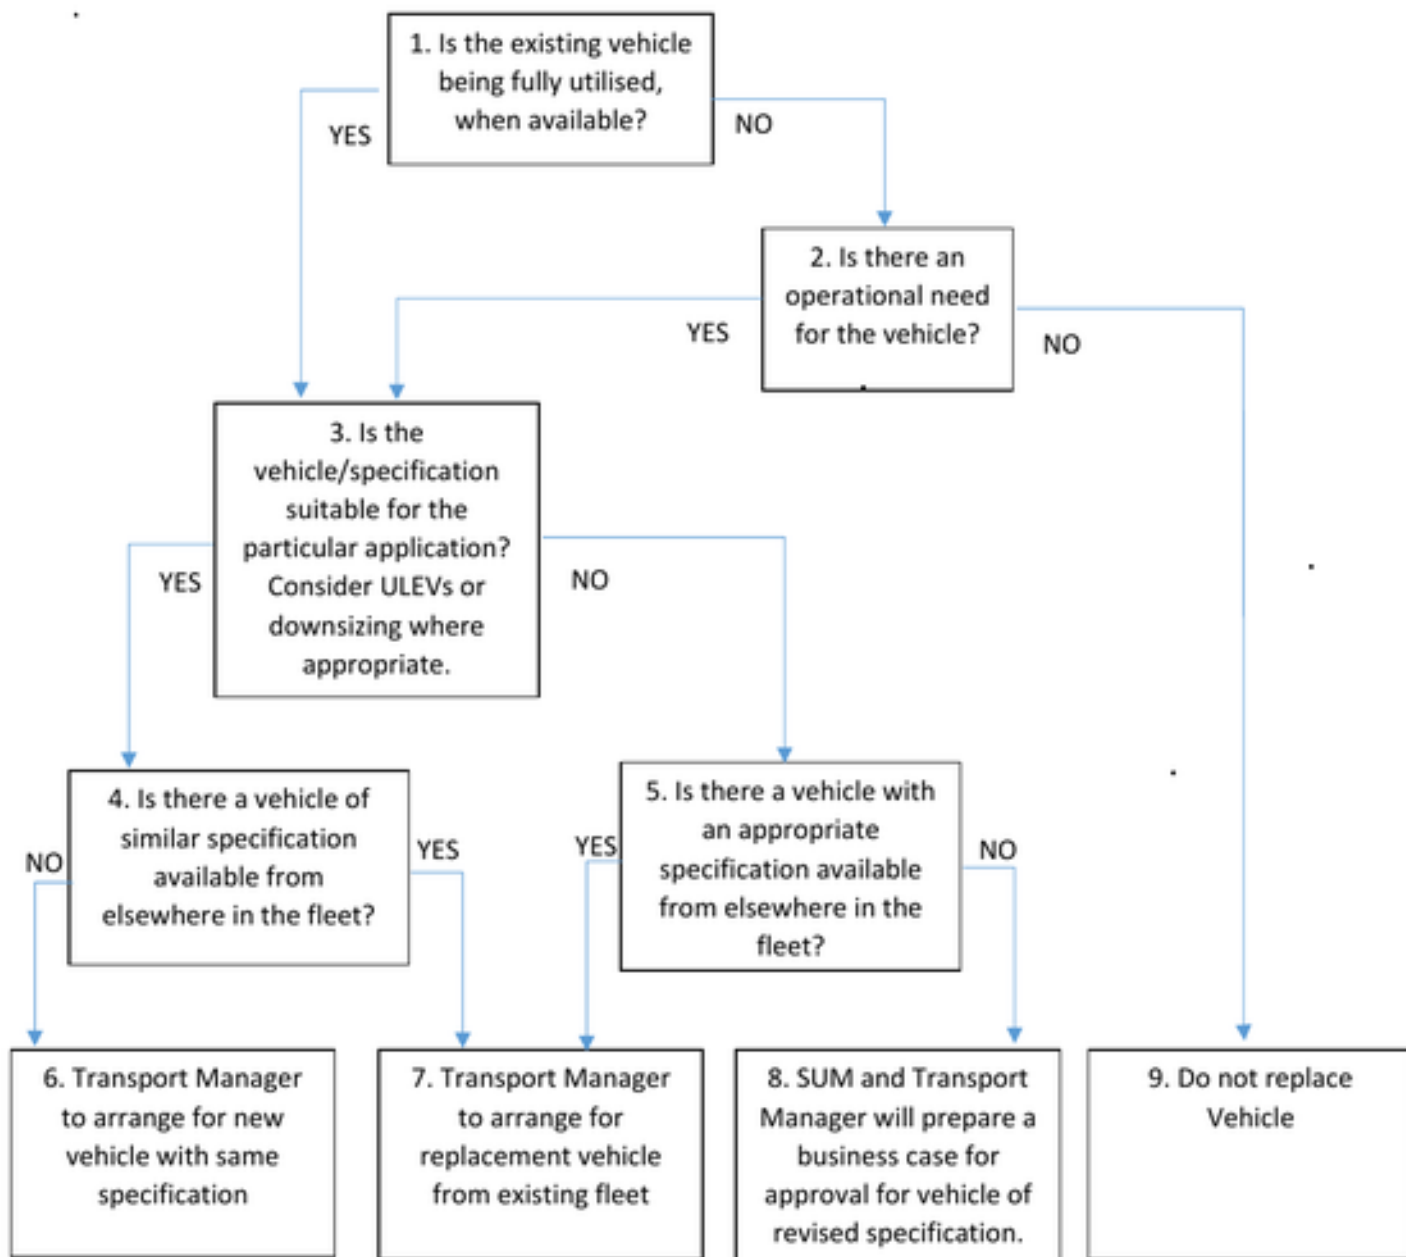 1. Is the existing vehicle
being fully utilised,
when available?
YES
NO
2. Is there an
operational need
for the vehicle?
YES
NO
3. Is the
vehicle/specification
suitable for the
particular application?
Consider ULEVs or
downsizing where
appropriate.
YES
NO
4. Is there a vehicle of
similar specification
available from
elsewhere in the fleet?
NO
YES
5. Is there a vehicle with
an appropriate
specification available
from elsewhere in the
fleet?
YES
NO
6. Transport Manager
to arrange for new
vehicle with same
specification
7. Transport Manager
to arrange for
replacement vehicle
from existing fleet
8. SUM and Transport
Manager will prepare a
business case for
approval for vehicle of
revised specification.
9. Do not replace
Vehicle